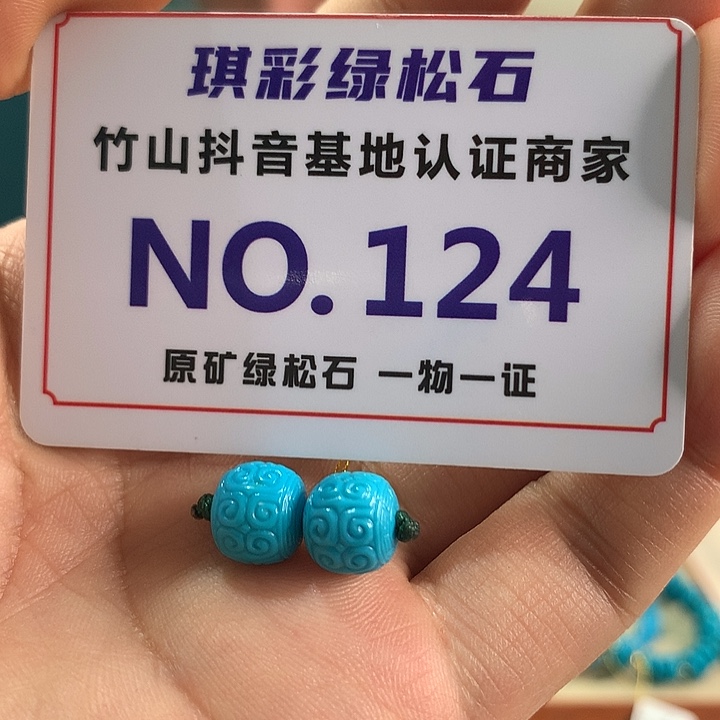 琪彩绿松石
竹山抖音基地认证商家
NO.124
原矿绿松石 一物一证